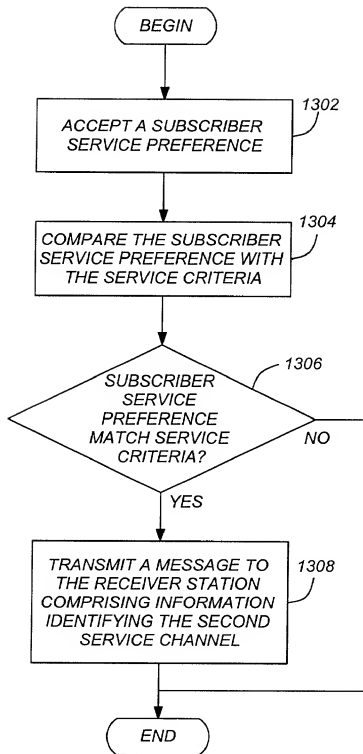 BEGIN
1302
ACCEPT A SUBSCRIBER
SERVICE PREFERENCE
1304
COMPARE THE SUBSCRIBER
SERVICE PREFERENCE WITH
THE SERVICE CRITERIA
1306
SUBSCRIBER
SERVICE
PREFERENCE
MATCH SERVICE
CRITERIA?
NO
YES
1308
TRANSMIT A MESSAGE TO
THE RECEIVER STATION
COMPRISING INFORMATION
IDENTIFYING THE SECOND
SERVICE CHANNEL
END